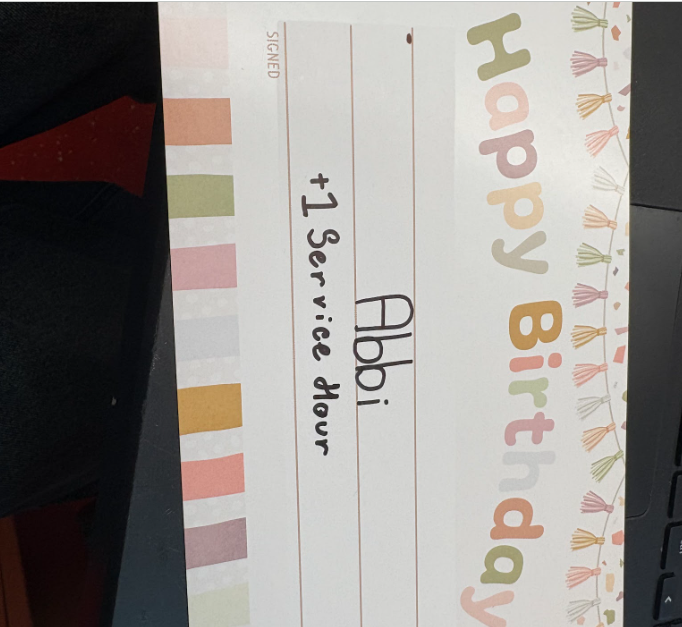 Happy Birthday
Abbi
+1 Service Hour
SIGNED